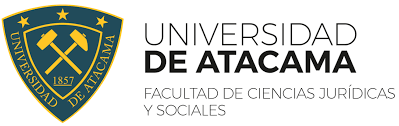 UNIVERSIDAD DE ATACAMA
1857
UNIVERSIDAD
DE ATACAMA
FACULTAD DE CIENCIAS JURÍDICAS
Y SOCIALES